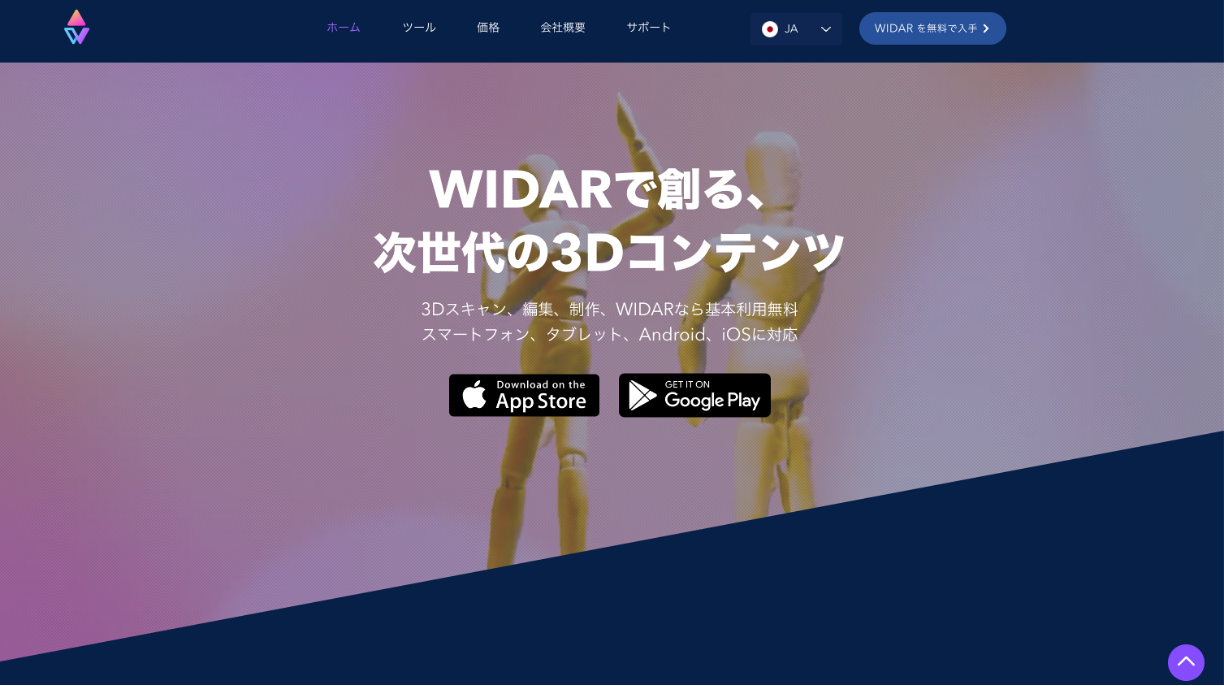 ホーム
ツール
価格
会社概要
サポート
JA
WIDAR を無料で入手
WIDARで創る、
次世代の3Dコンテンツ
3Dスキャン、編集、制作、WIDARなら基本利用無料
スマートフォン、タブレット、Android、iOSに対応
Download on the
App Store
GET IT ON
Google Play